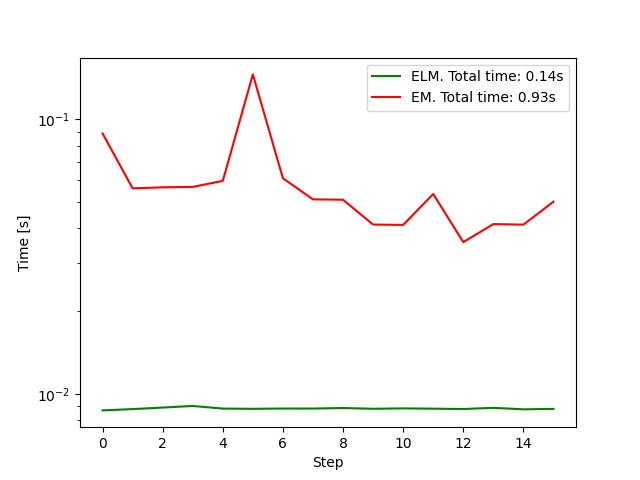 ELM. Total time: 0.14s
EM. Total time: 0.93s
Time [s]
10⁻¹
10⁻²
0 2 4 6 8 10 12 14
Step